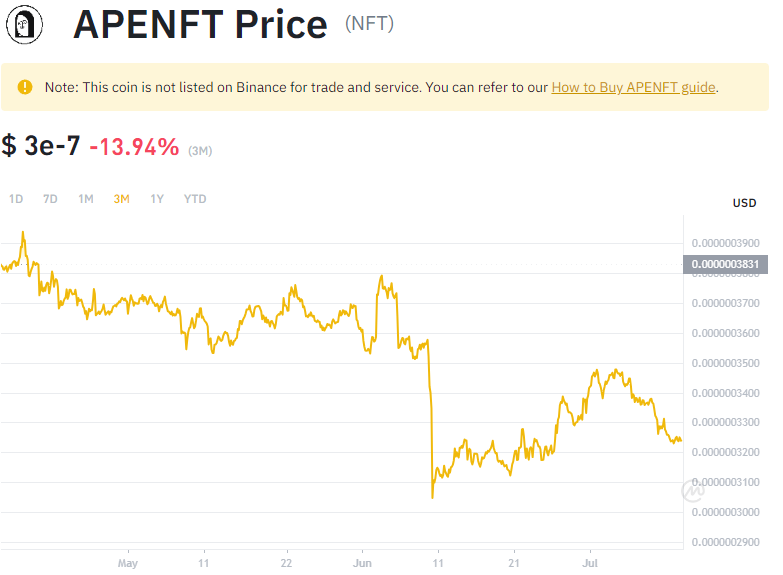 APENFT Price (NFT)
Note: This coin is not listed on Binance for trade and service. You can refer to our How to Buy APENFT guide.
$ 3e-7 -13.94% (3M)
1D 7D 1M 3M 1Y YTD
USD
0.0000003900
0.0000003831
0.0000003700
0.0000003600
0.0000003500
0.0000003400
0.0000003300
0.0000003200
0.0000003100
0.0000003000
0.0000002900
May 11 22 Jun 11 21 Jul